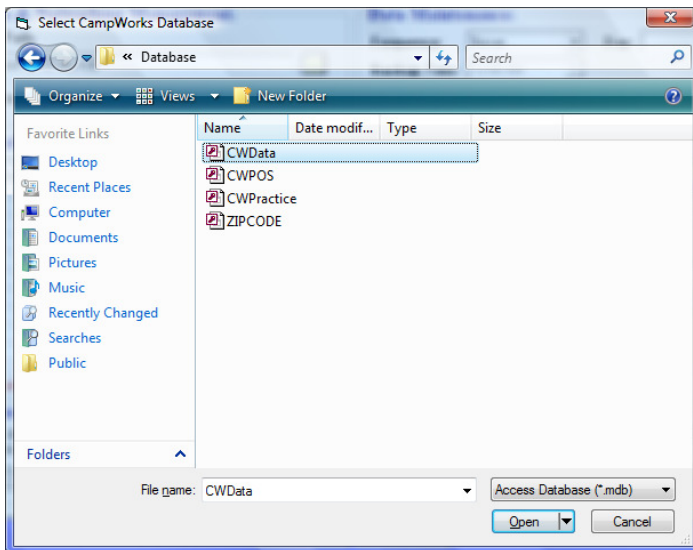 Select CampWorks Database
« Database
Search
Organize
Views
New Folder
Favorite Links
Desktop
Recent Places
Computer
Documents
Pictures
Music
Recently Changed
Searches
Public
Folders
Name Date modif... Type Size
CWData
CWPOS
CWPractice
ZIPCODE
File name: CWData
Access Database (*.mdb)
Open Cancel